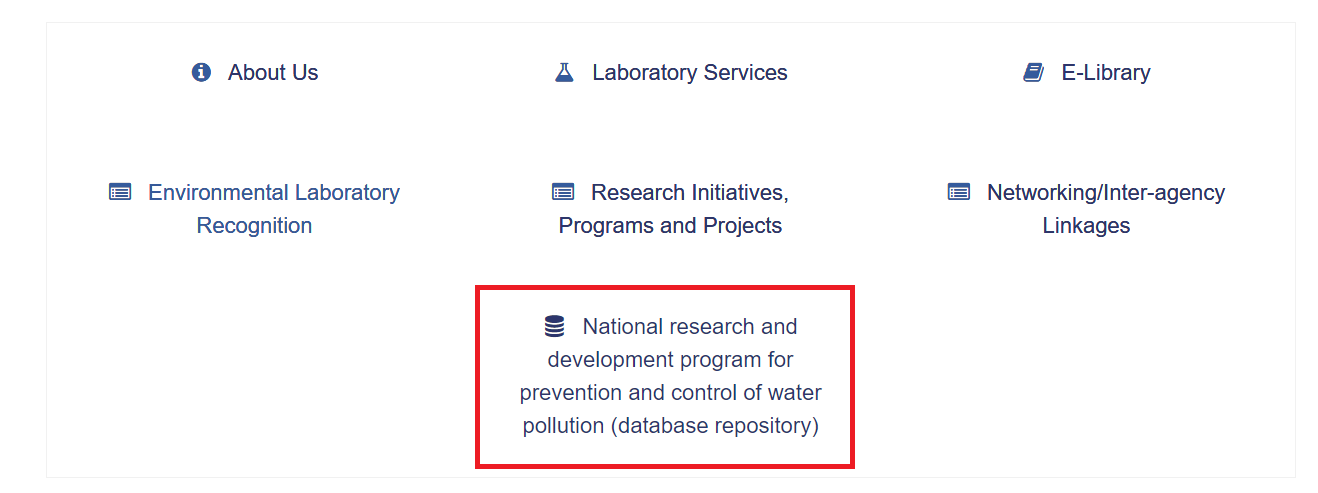 About Us
Laboratory Services
E-Library
Environmental Laboratory
Recognition
Research Initiatives,
Programs and Projects
Networking/Inter-agency
Linkages
National research and
development program for
prevention and control of water
pollution (database repository)